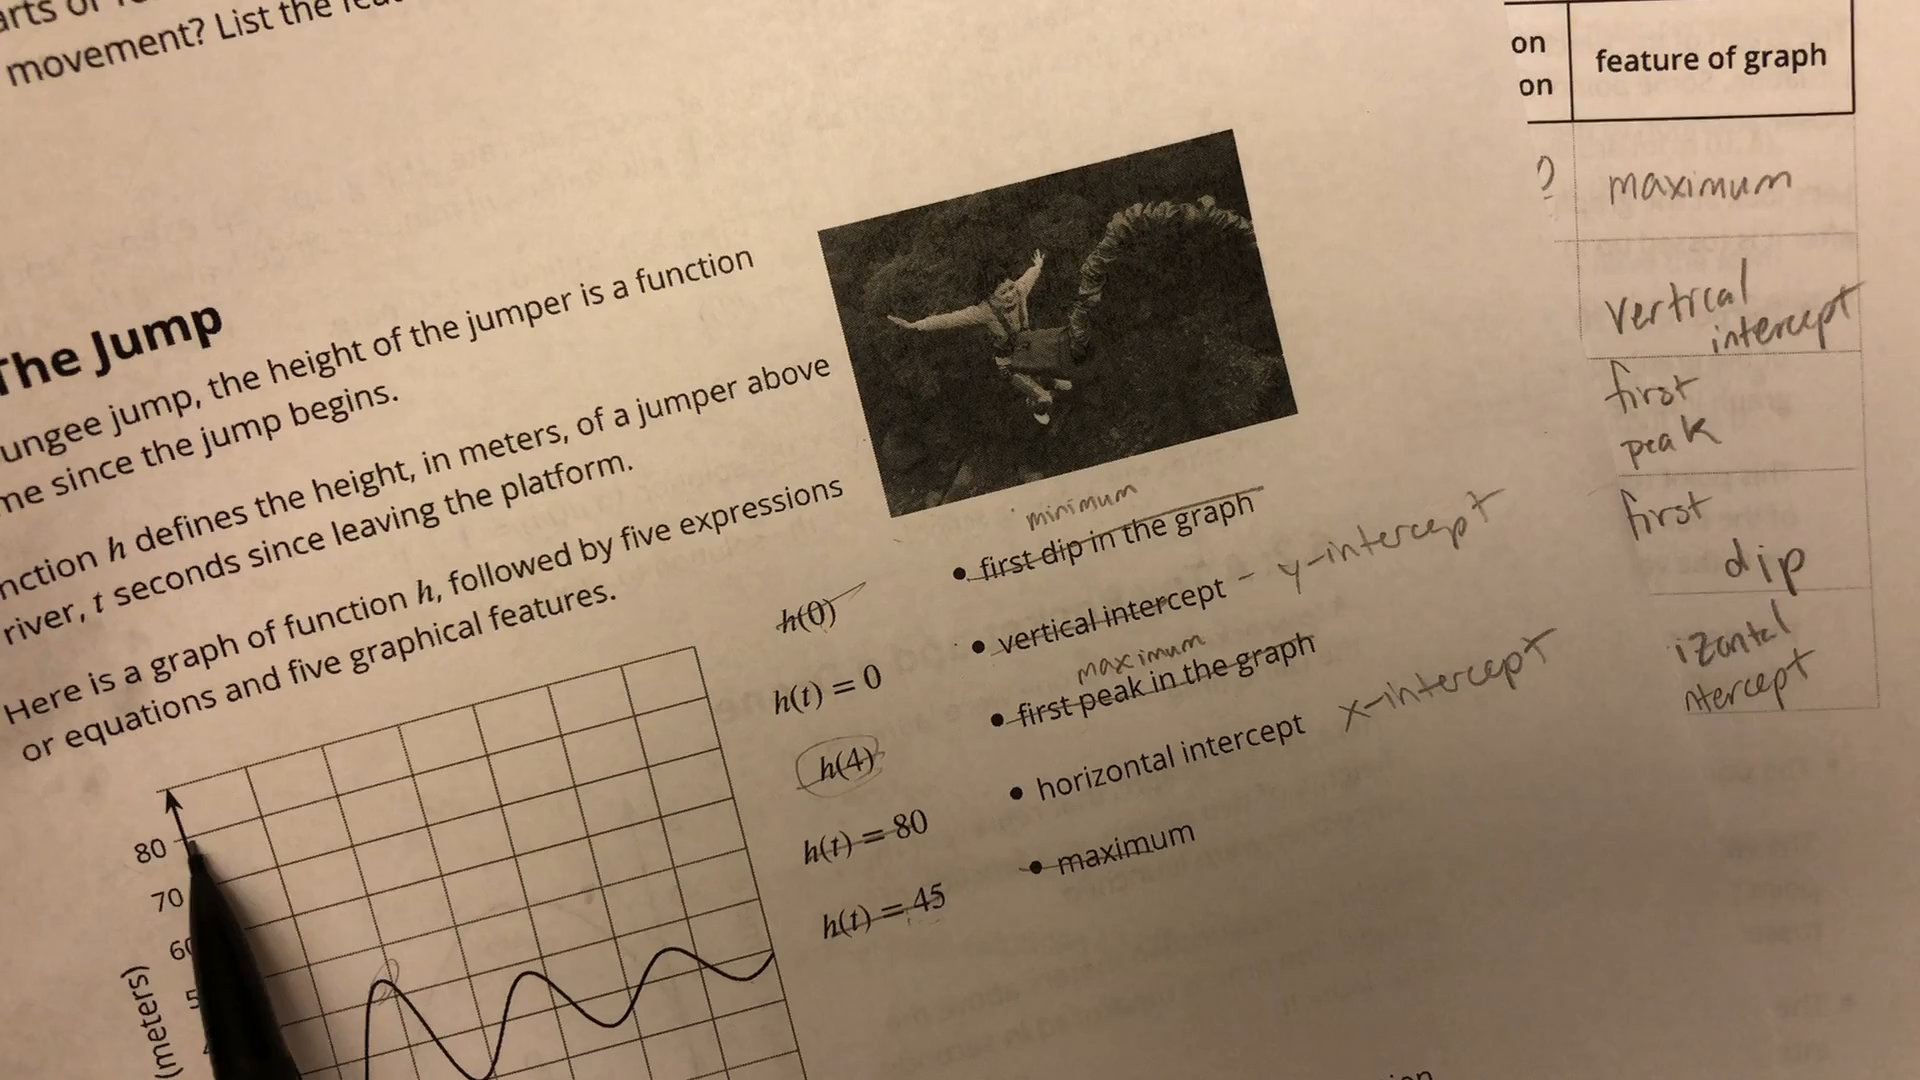 movement? List the
on
on
feature of graph
maximum
vertical
intercept
first
peak
first
dip
izontal
ntercept
The Jump
ungee jump, the height of the jumper is a function
me since the jump begins.
nction h defines the height, in meters, of a jumper above
river, t seconds since leaving the platform.
Here is a graph of function h, followed by five expressions
or equations and five graphical features.
h(0)
h(t) = 0
h(4)
h(t) = 80
h(t) = 45
minimum
• first dip in the graph
• vertical intercept - y-intercept
maximum
• first peak in the graph
• horizontal intercept x-intercept
• maximum
80
70
60
(meters)